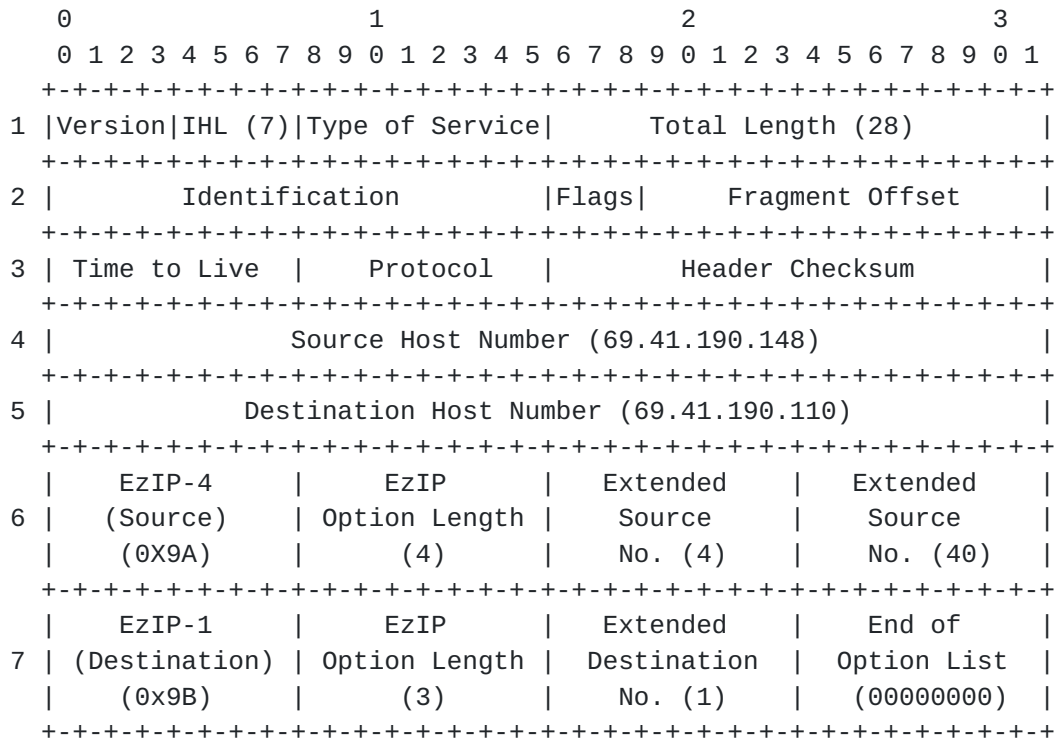 0                   1                   2                   3
0 1 2 3 4 5 6 7 8 9 0 1 2 3 4 5 6 7 8 9 0 1 2 3 4 5 6 7 8 9 0 1
+-+-+-+-+-+-+-+-+-+-+-+-+-+-+-+-+-+-+-+-+-+-+-+-+-+-+-+-+-+-+-+-+
1 |Version|IHL (7)|Type of Service|       Total Length (28)       |
+-+-+-+-+-+-+-+-+-+-+-+-+-+-+-+-+-+-+-+-+-+-+-+-+-+-+-+-+-+-+-+-+
2 |        Identification         |Flags|     Fragment Offset     |
+-+-+-+-+-+-+-+-+-+-+-+-+-+-+-+-+-+-+-+-+-+-+-+-+-+-+-+-+-+-+-+-+
3 | Time to Live  |    Protocol   |        Header Checksum        |
+-+-+-+-+-+-+-+-+-+-+-+-+-+-+-+-+-+-+-+-+-+-+-+-+-+-+-+-+-+-+-+-+
4 |               Source Host Number (69.41.190.148)              |
+-+-+-+-+-+-+-+-+-+-+-+-+-+-+-+-+-+-+-+-+-+-+-+-+-+-+-+-+-+-+-+-+
5 |            Destination Host Number (69.41.190.110)            |
+-+-+-+-+-+-+-+-+-+-+-+-+-+-+-+-+-+-+-+-+-+-+-+-+-+-+-+-+-+-+-+-+
|    EzIP-4     |     EzIP      |   Extended    |   Extended    |
6 |   (Source)    | Option Length |    Source     |    Source     |
|    (0X9A)     |      (4)      |    No. (4)    |    No. (40)   |
+-+-+-+-+-+-+-+-+-+-+-+-+-+-+-+-+-+-+-+-+-+-+-+-+-+-+-+-+-+-+-+-+
|    EzIP-1     |     EzIP      |   Extended    |    End of     |
7 | (Destination) | Option Length |  Destination  |  Option List  |
|    (0x9B)     |      (3)      |    No. (1)    |   (00000000)  |
+-+-+-+-+-+-+-+-+-+-+-+-+-+-+-+-+-+-+-+-+-+-+-+-+-+-+-+-+-+-+-+-+